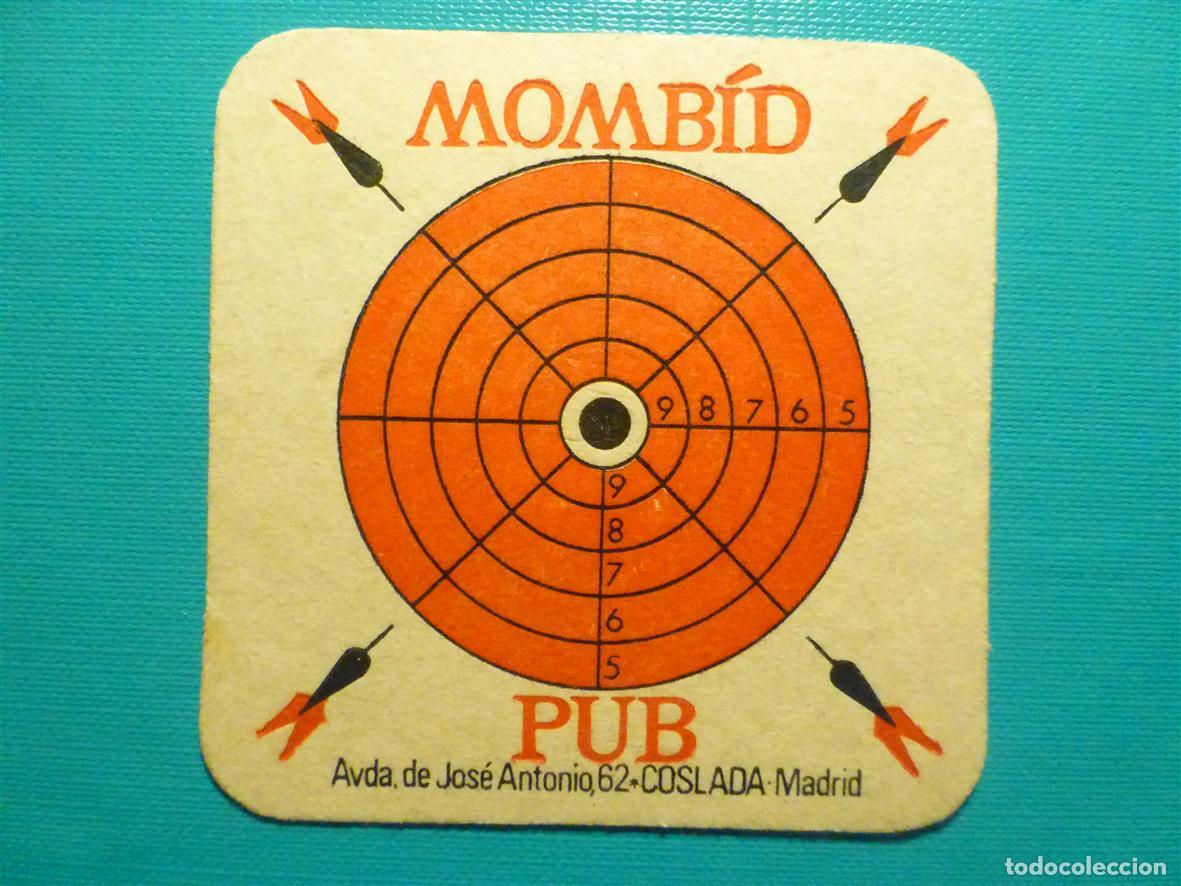 MOMBÍD
9 8 7 6 5
9
8
7
6
5
PUB
Avda. de José Antonio, 62*COSLADA·Madrid
todocoleccion